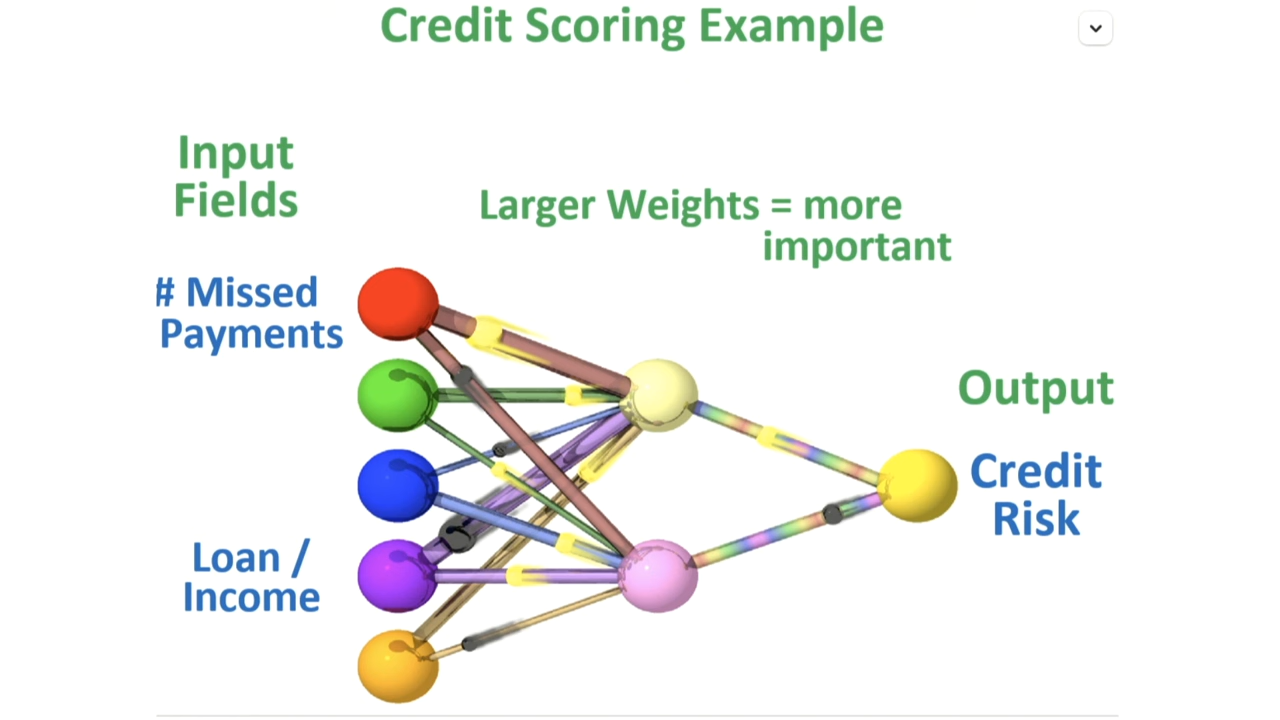 Credit Scoring Example
Input
Fields
Larger Weights = more
important
# Missed
Payments
Output
Credit
Risk
Loan /
Income